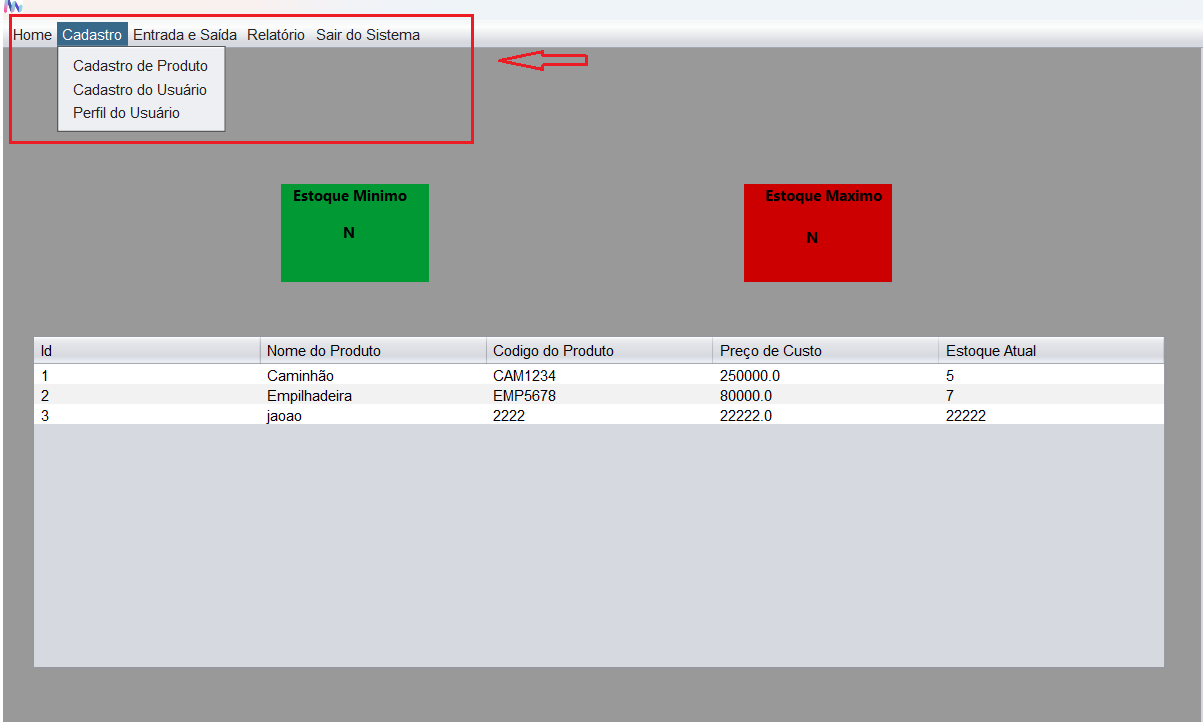 Home Cadastro Entrada e Saída Relatório Sair do Sistema
Cadastro de Produto
Cadastro do Usuário
Perfil do Usuário
Estoque Minimo Estoque Maximo
N N
Id Nome do Produto Codigo do Produto Preço de Custo Estoque Atual
1 Caminhão CAM1234 250000.0 5
2 Empilhadeira EMP5678 80000.0 7
3 jaoao 2222 22222.0 22222